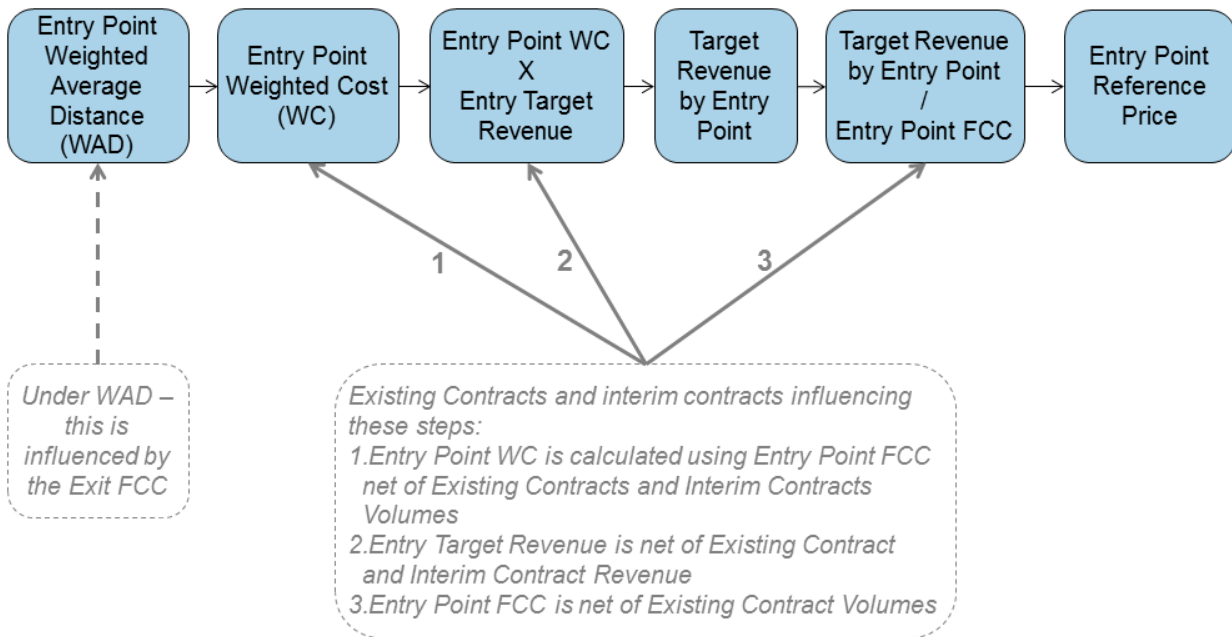 Entry Point
Weighted
Average
Distance
(WAD)
Entry Point
Weighted Cost
(WC)
Entry Point WC
X
Entry Target
Revenue
Target
Revenue
by Entry
Point
Target Revenue
by Entry Point
/
Entry Point FCC
Entry Point
Reference
Price
1
2
3
Under WAD –
this is
influenced by
the Exit FCC
Existing Contracts and interim contracts influencing
these steps:
1.Entry Point WC is calculated using Entry Point FCC
net of Existing Contracts and Interim Contracts
Volumes
2.Entry Target Revenue is net of Existing Contract
and Interim Contract Revenue
3.Entry Point FCC is net of Existing Contract Volumes